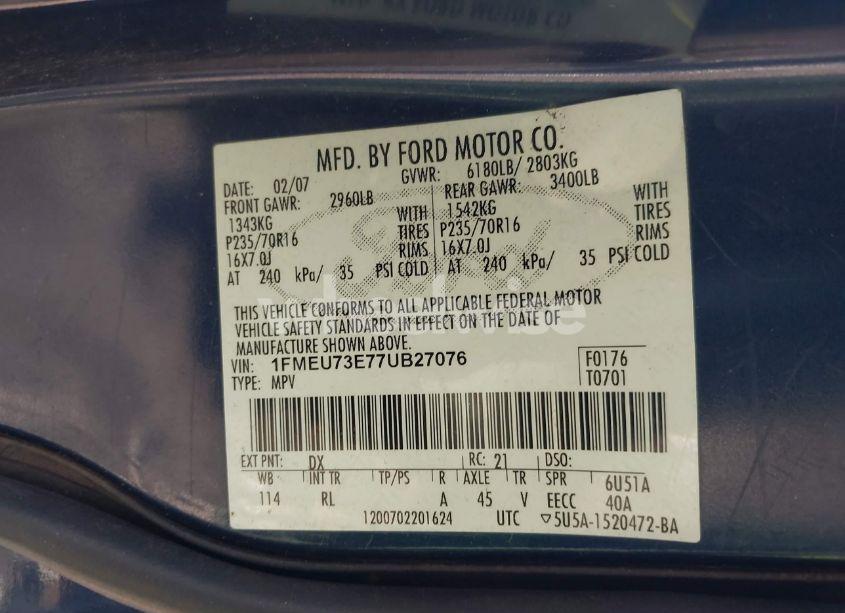 MFD. BY FORD MOTOR CO.
DATE: 02/07 GVWR: 6180LB/ 2803KG
FRONT GAWR: 2960LB REAR GAWR: 3400LB
1343KG WITH 1542KG WITH
P235/70R16 TIRES P235/70R16 TIRES
16X7.0J RIMS 16X7.0J RIMS
AT 240 kPa/ 35 PSI COLD AT 240 kPa/ 35 PSI COLD
THIS VEHICLE CONFORMS TO ALL APPLICABLE FEDERAL MOTOR
VEHICLE SAFETY STANDARDS IN EFFECT ON THE DATE OF
MANUFACTURE SHOWN ABOVE.
VIN: 1FMEU73E77UB27076 F0176
TYPE: MPV T0701
EXT PNT: DX RC: 21 DSO:
WB INT TR TP/PS R AXLE TR SPR 6U51A
114 RL A 45 V EECC 40A
1200702201624 UTC ▽5U5A-1520472-BA